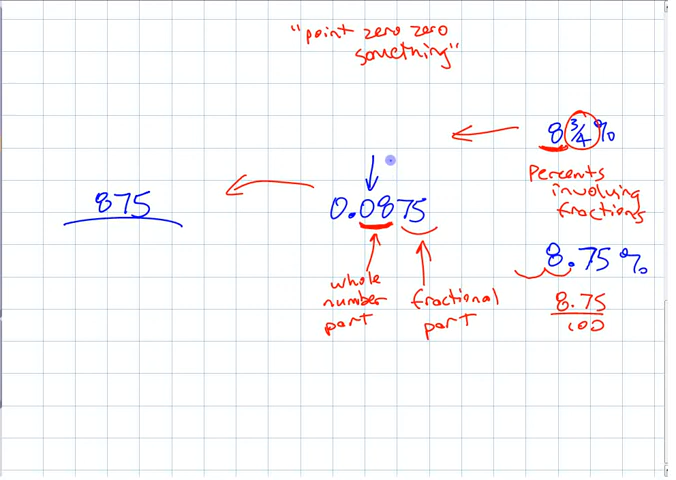 "point zero zero
something"
8 3/4 %
Percents
involving
fractions
875
0.0875
8.75 %
whole
number
part
fractional
part
8.75
100